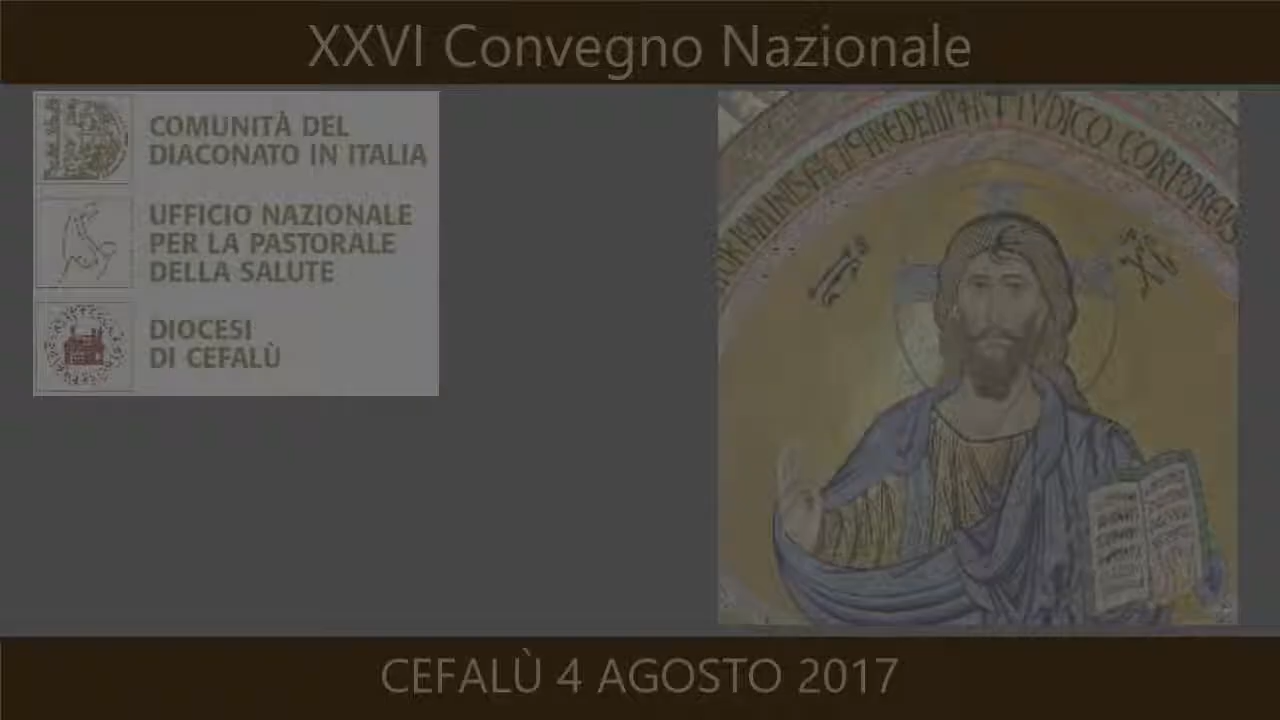 XXVI Convegno Nazionale
COMUNITÀ DEL
DIACONATO IN ITALIA
UFFICIO NAZIONALE
PER LA PASTORALE
DELLA SALUTE
DIOCESI
DI CEFALÙ
CORPOREVS
CEFALÙ 4 AGOSTO 2017